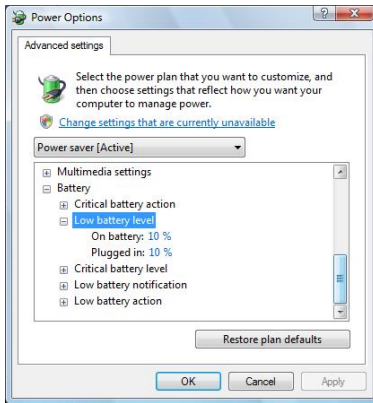 Power Options
Advanced settings
Select the power plan that you want to customize, and
then choose settings that reflect how you want your
computer to manage power.
Change settings that are currently unavailable
Power saver [Active]
Multimedia settings
Battery
Critical battery action
Low battery level
On battery: 10 %
Plugged in: 10 %
Critical battery level
Low battery notification
Low battery action
Restore plan defaults
OK Cancel Apply